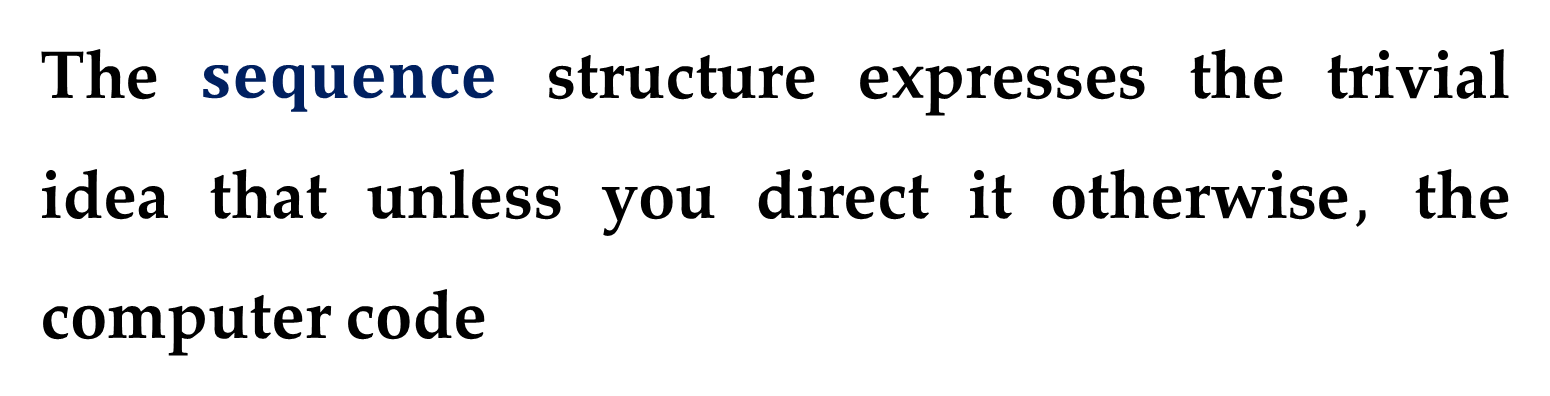 The sequence structure expresses the trivial
idea that unless you direct it otherwise, the
computer code